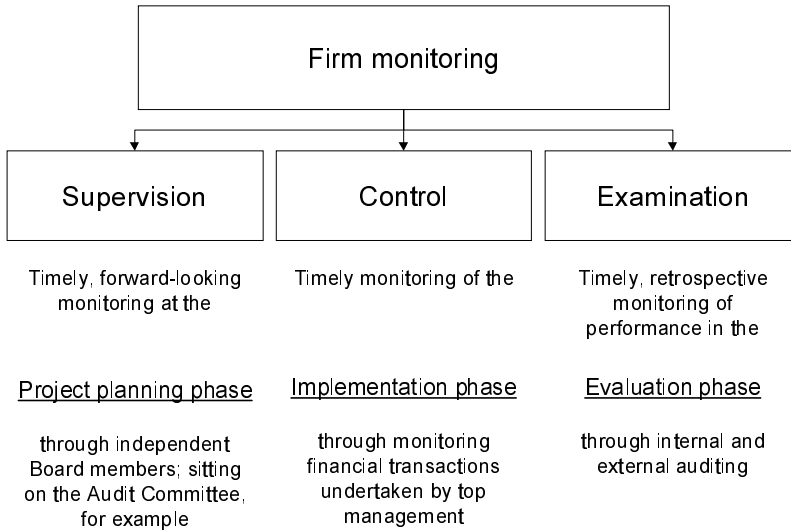 Firm monitoring
Supervision
Control
Examination
Timely, forward-looking
monitoring at the
Timely monitoring of the
Timely, retrospective
monitoring of
performance in the
Project planning phase
Implementation phase
Evaluation phase
through independent
Board members; sitting
on the Audit Committee,
for example
through monitoring
financial transactions
undertaken by top
management
through internal and
external auditing